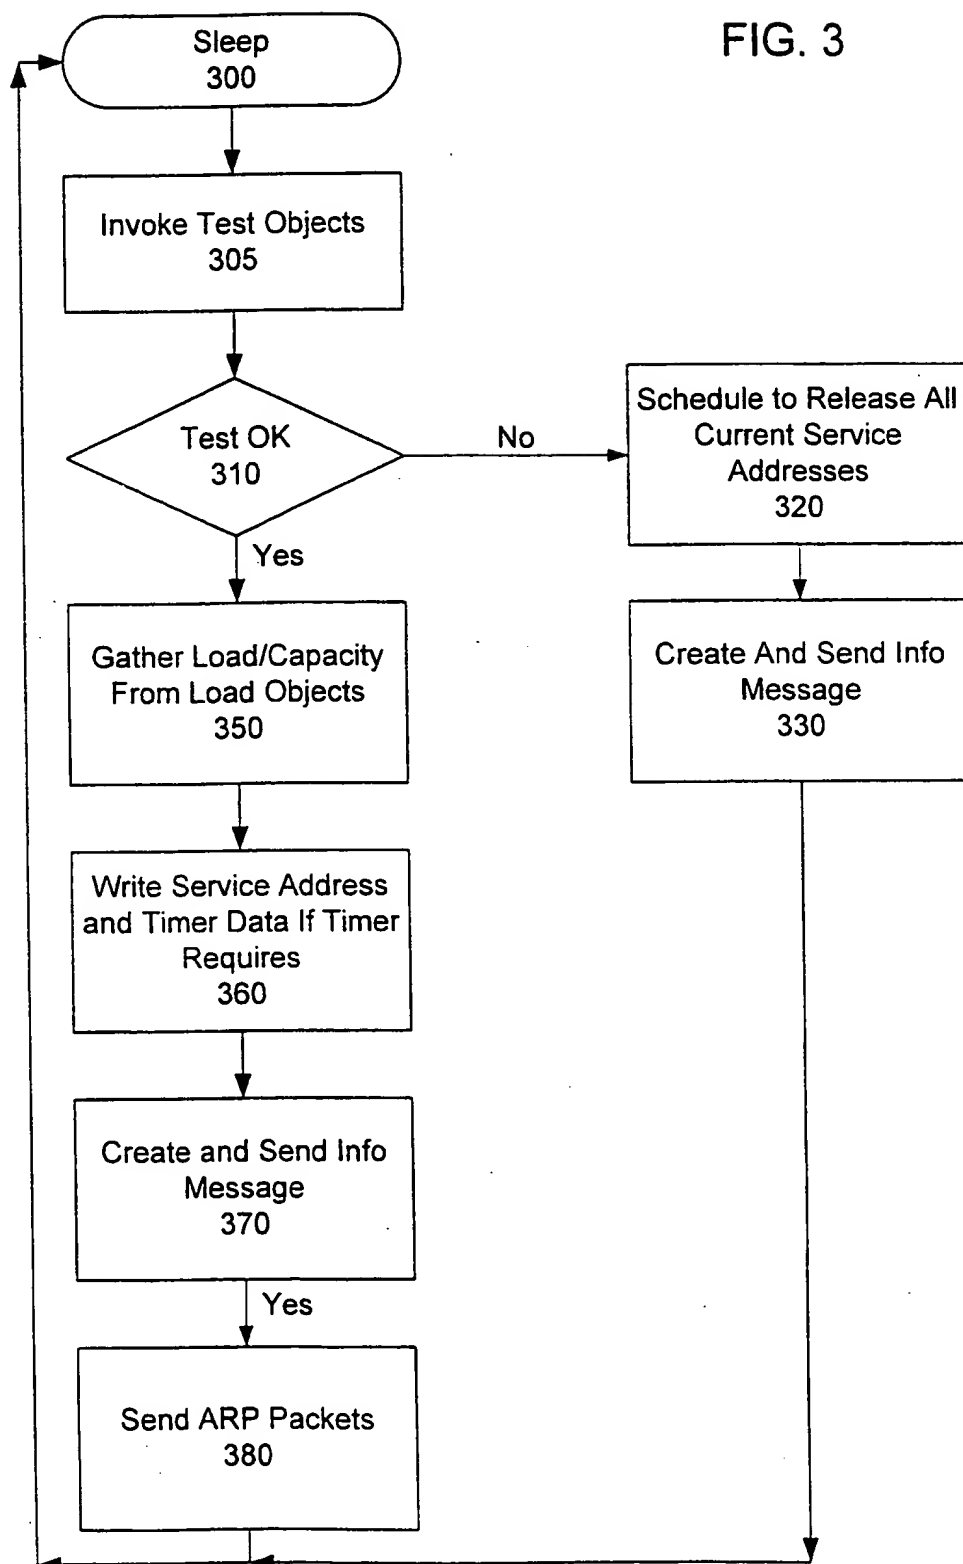 FIG. 3
Sleep
300
Invoke Test Objects
305
Test OK
310
No
Schedule to Release All
Current Service
Addresses
320
Yes
Gather Load/Capacity
From Load Objects
350
Create And Send Info
Message
330
Write Service Address
and Timer Data If Timer
Requires
360
Create and Send Info
Message
370
Yes
Send ARP Packets
380